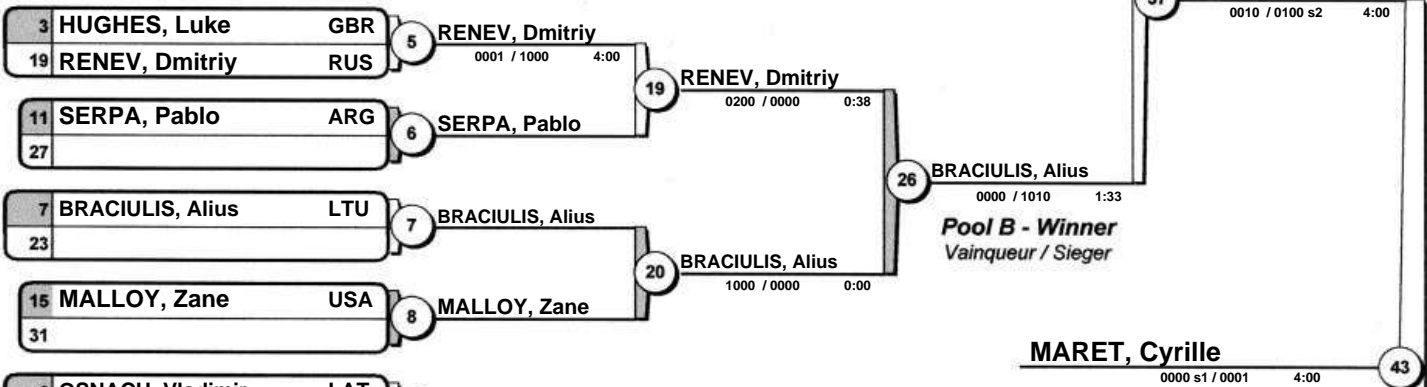 37
0010 / 0100 s2 4:00
3 HUGHES, Luke GBR
19 RENEV, Dmitriy RUS
5
RENEV, Dmitriy
0001 / 1000 4:00
11 SERPA, Pablo ARG
27
6
SERPA, Pablo
19
RENEV, Dmitriy
0200 / 0000 0:38
7 BRACIULIS, Alius LTU
23
7
BRACIULIS, Alius
15 MALLOY, Zane USA
31
8
MALLOY, Zane
20
BRACIULIS, Alius
1000 / 0000 0:00
26
BRACIULIS, Alius
0000 / 1010 1:33
Pool B - Winner
Vainqueur / Sieger
MARET, Cyrille
0000 s1 / 0001 4:00
43
OSNACH, Vladimir LAT